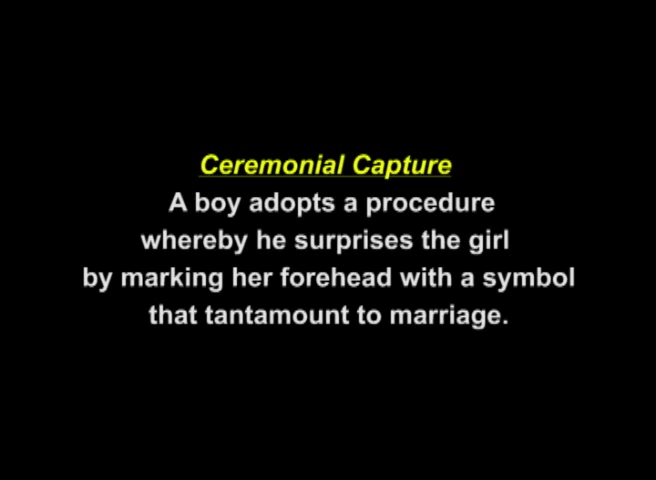 Ceremonial Capture
A boy adopts a procedure
whereby he surprises the girl
by marking her forehead with a symbol
that tantamount to marriage.